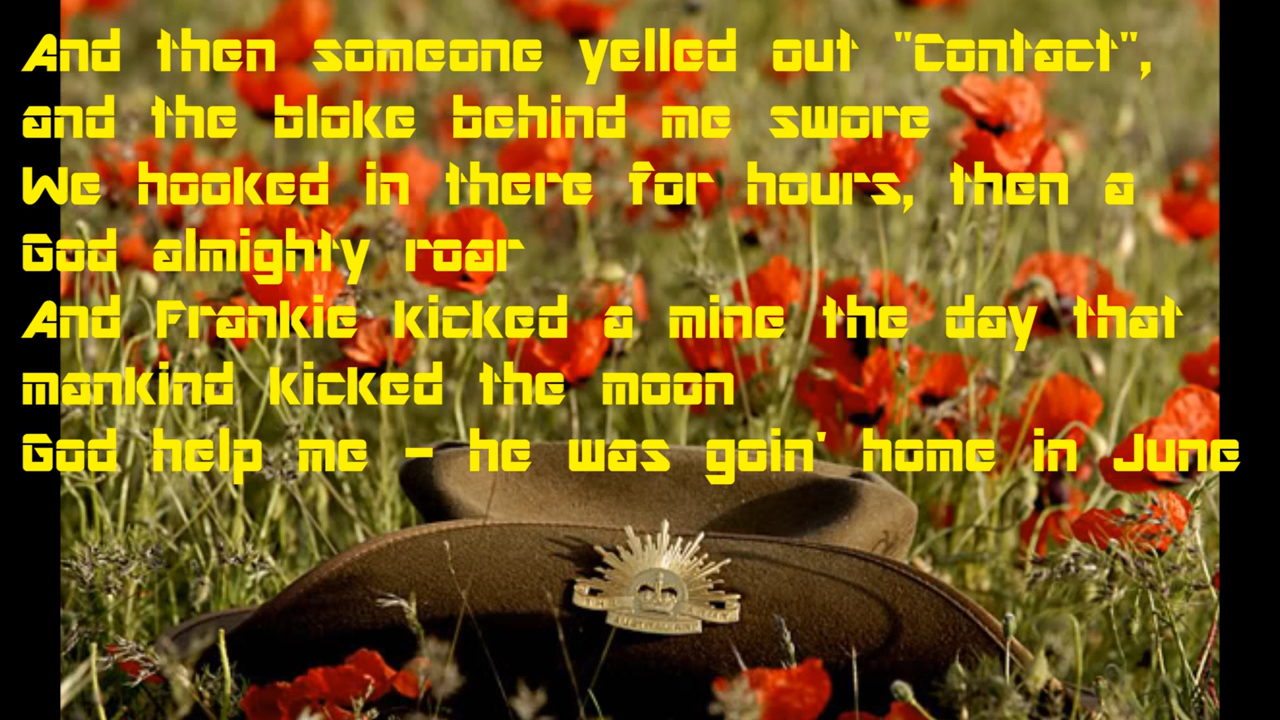 And then someone yelled out "Contact",
and the bloke behind me swore
We hooked in there for hours, then a
God almighty roar
And Frankie kicked a mine the day that
mankind kicked the moon
God help me - he was goin' home in June
AUSTRALIAN